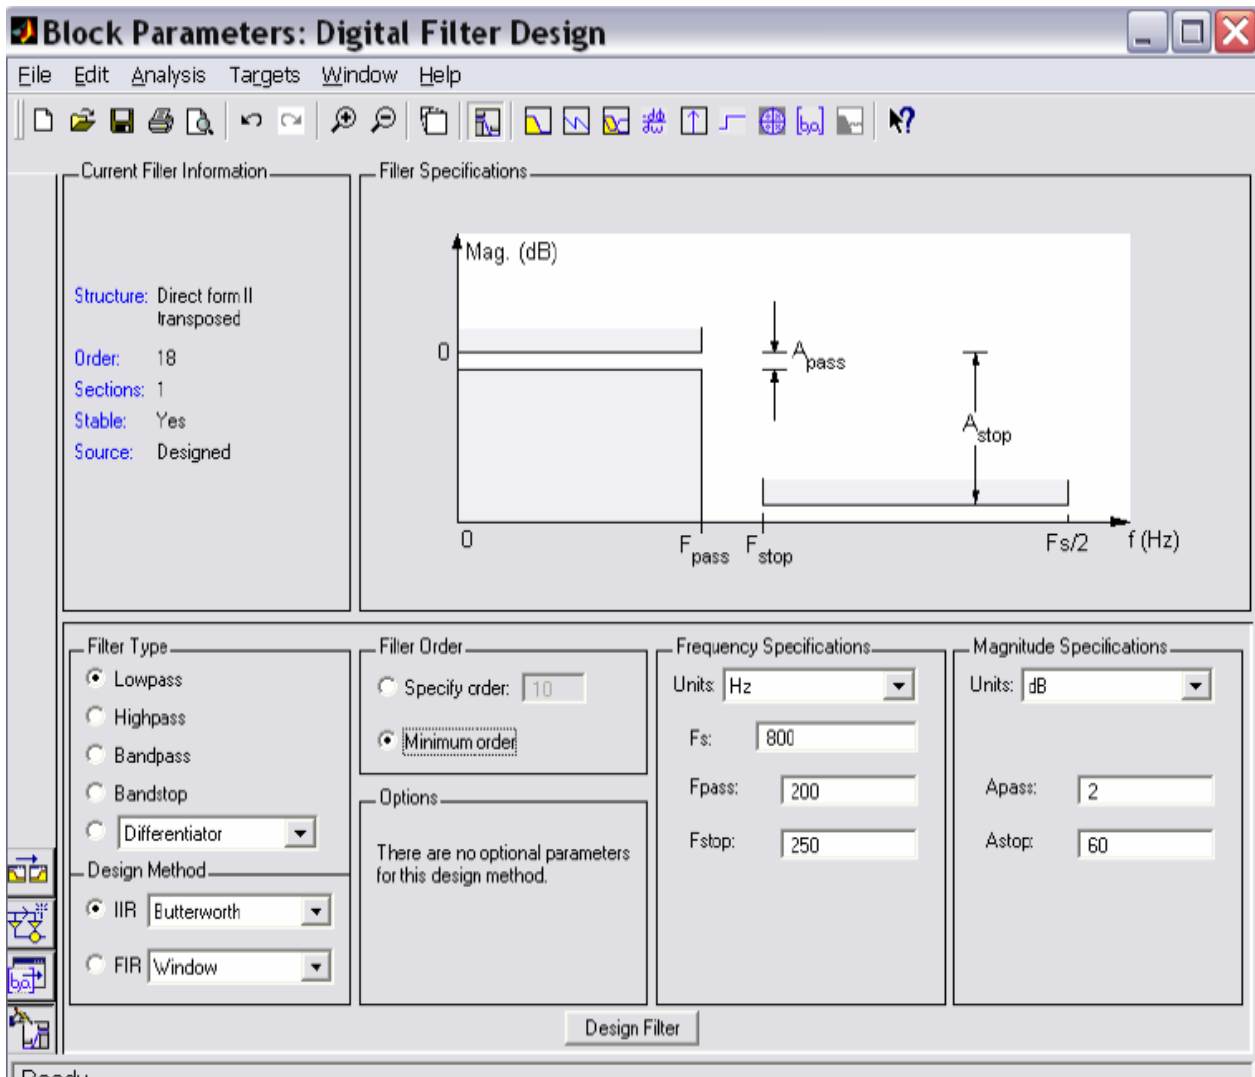 Block Parameters: Digital Filter Design
File Edit Analysis Targets Window Help
Current Filter Information
Structure: Direct form II
transposed
Order: 18
Sections: 1
Stable: Yes
Source: Designed
Filter Specifications
Mag. (dB)
0
Apass
Astop
0
Fpass
Fstop
Fs/2
f (Hz)
Filter Type
Lowpass
Highpass
Bandpass
Bandstop
Differentiator
Design Method
IIR Butterworth
FIR Window
Filter Order
Specify order: 10
Minimum order
Options
There are no optional parameters
for this design method.
Frequency Specifications
Units: Hz
Fs: 800
Fpass: 200
Fstop: 250
Magnitude Specifications
Units: dB
Apass: 2
Astop: 60
Design Filter